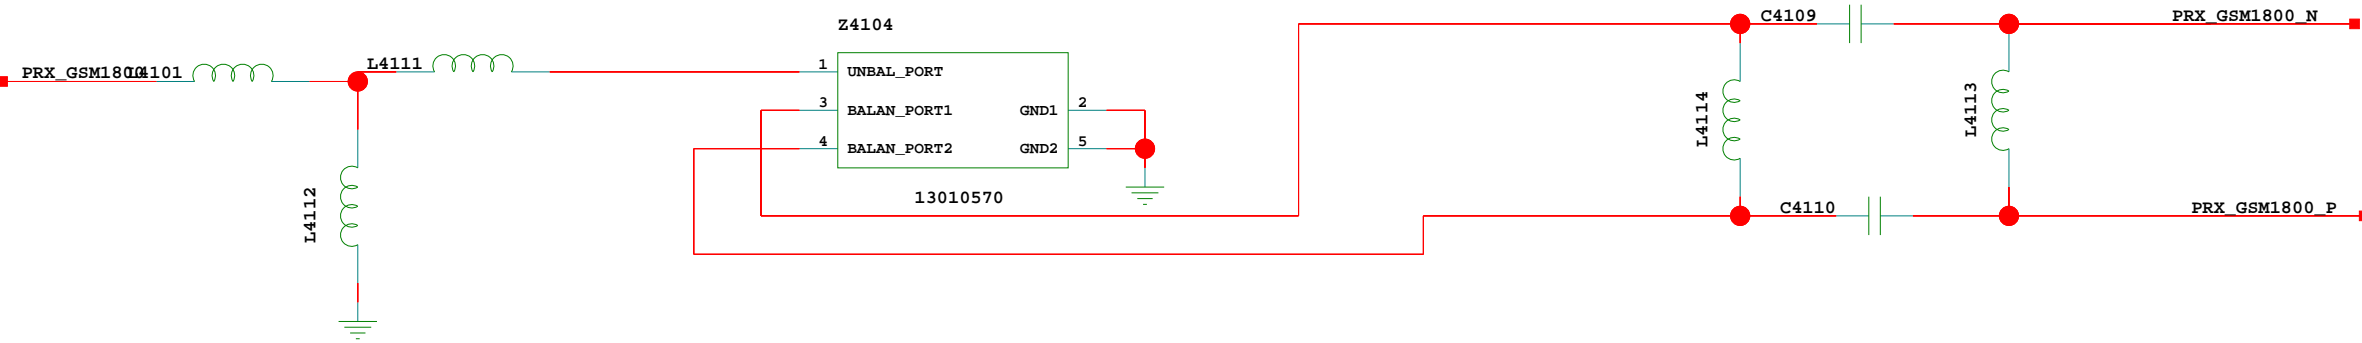 Z4104
C4109
PRX_GSM1800_N
PRX_GSM1800
L4101
L4111
1
UNBAL_PORT
3
BALAN_PORT1
GND1
2
4
BALAN_PORT2
GND2
5
L4114
L4113
L4112
13010570
C4110
PRX_GSM1800_P